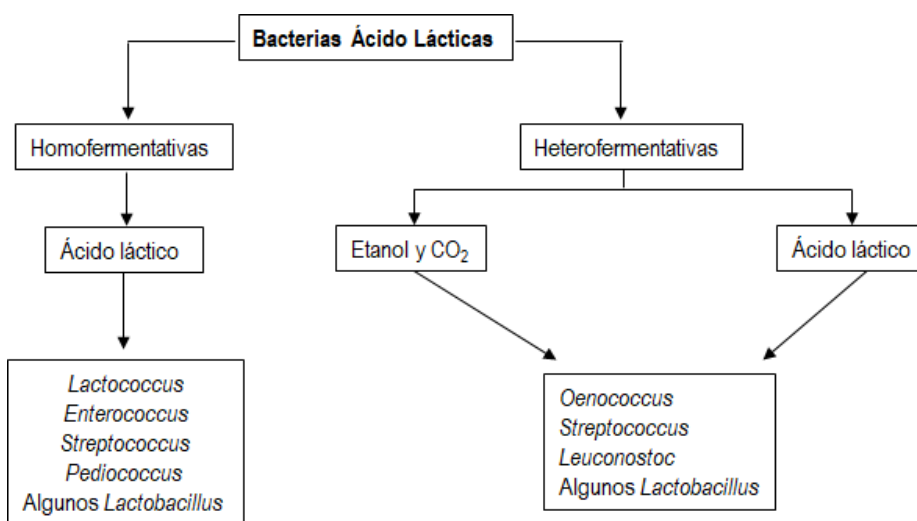 Bacterias Ácido Lácticas
Homofermentativas
Heterofermentativas
Ácido láctico
Etanol y CO₂
Ácido láctico
Lactococcus
Enterococcus
Streptococcus
Pediococcus
Algunos Lactobacillus
Oenococcus
Streptococcus
Leuconostoc
Algunos Lactobacillus